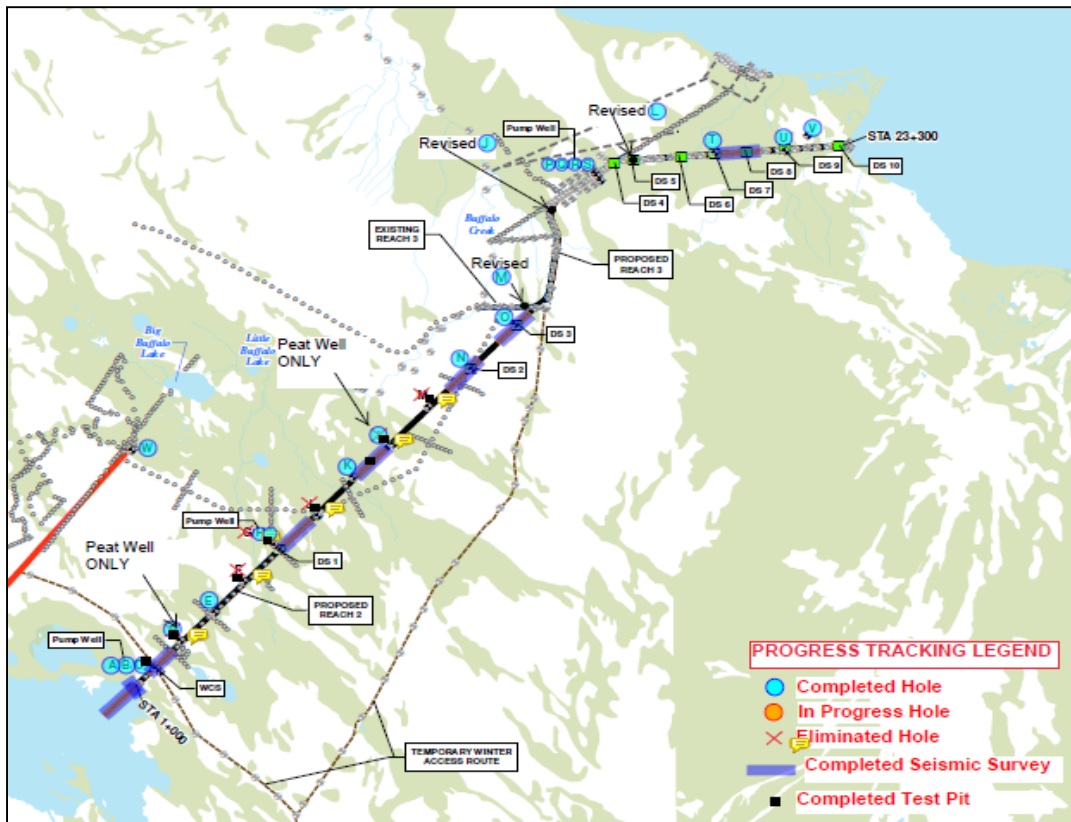 Revised
L
Revised
J
Pump Well
P Q R S
T
U
V
STA 23+300
DS 4
DS 5
DS 6
DS 7
DS 8
DS 9
DS 10
Buffalo
Creek
EXISTING
REACH 3
PROPOSED
REACH 3
Revised
M
O
DS 3
N
DS 2
Big
Buffalo
Lake
Little
Buffalo
Lake
Peat Well
ONLY
M
K
W
Pump Well
G
DS 1
Peat Well
ONLY
E
PROPOSED
REACH 2
Pump Well
A B
WCS
STA 1+000
TEMPORARY WINTER
ACCESS ROUTE
PROGRESS TRACKING LEGEND
Completed Hole
In Progress Hole
Eliminated Hole
Completed Seismic Survey
Completed Test Pit